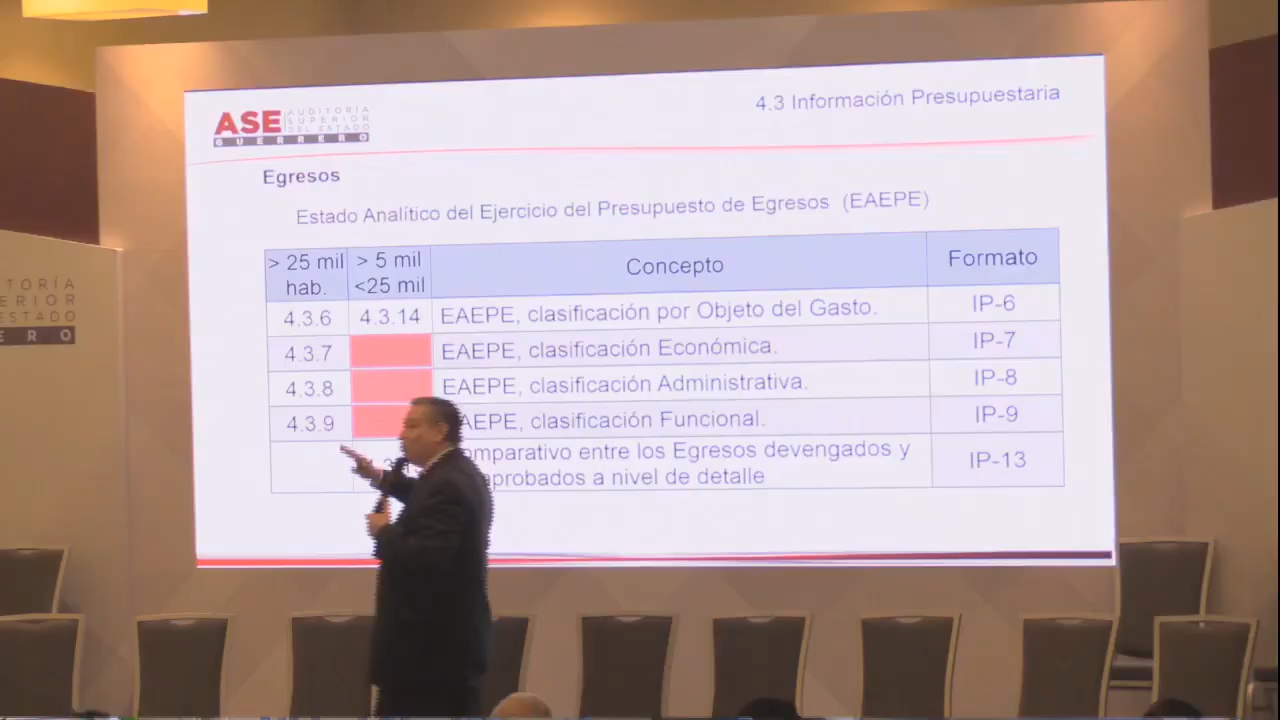 ASE AUDITORÍA
SUPERIOR
DEL ESTADO
GUERRERO
4.3 Información Presupuestaria
Egresos
Estado Analítico del Ejercicio del Presupuesto de Egresos (EAEPE)
> 25 mil hab. > 5 mil <25 mil Concepto Formato
4.3.6 4.3.14 EAEPE, clasificación por Objeto del Gasto. IP-6
4.3.7 EAEPE, clasificación Económica. IP-7
4.3.8 EAEPE, clasificación Administrativa. IP-8
4.3.9 AEPE, clasificación Funcional. IP-9
omparativo entre los Egresos devengados y IP-13
probados a nivel de detalle
TORÍA
ERIOR
ESTADO
ERO